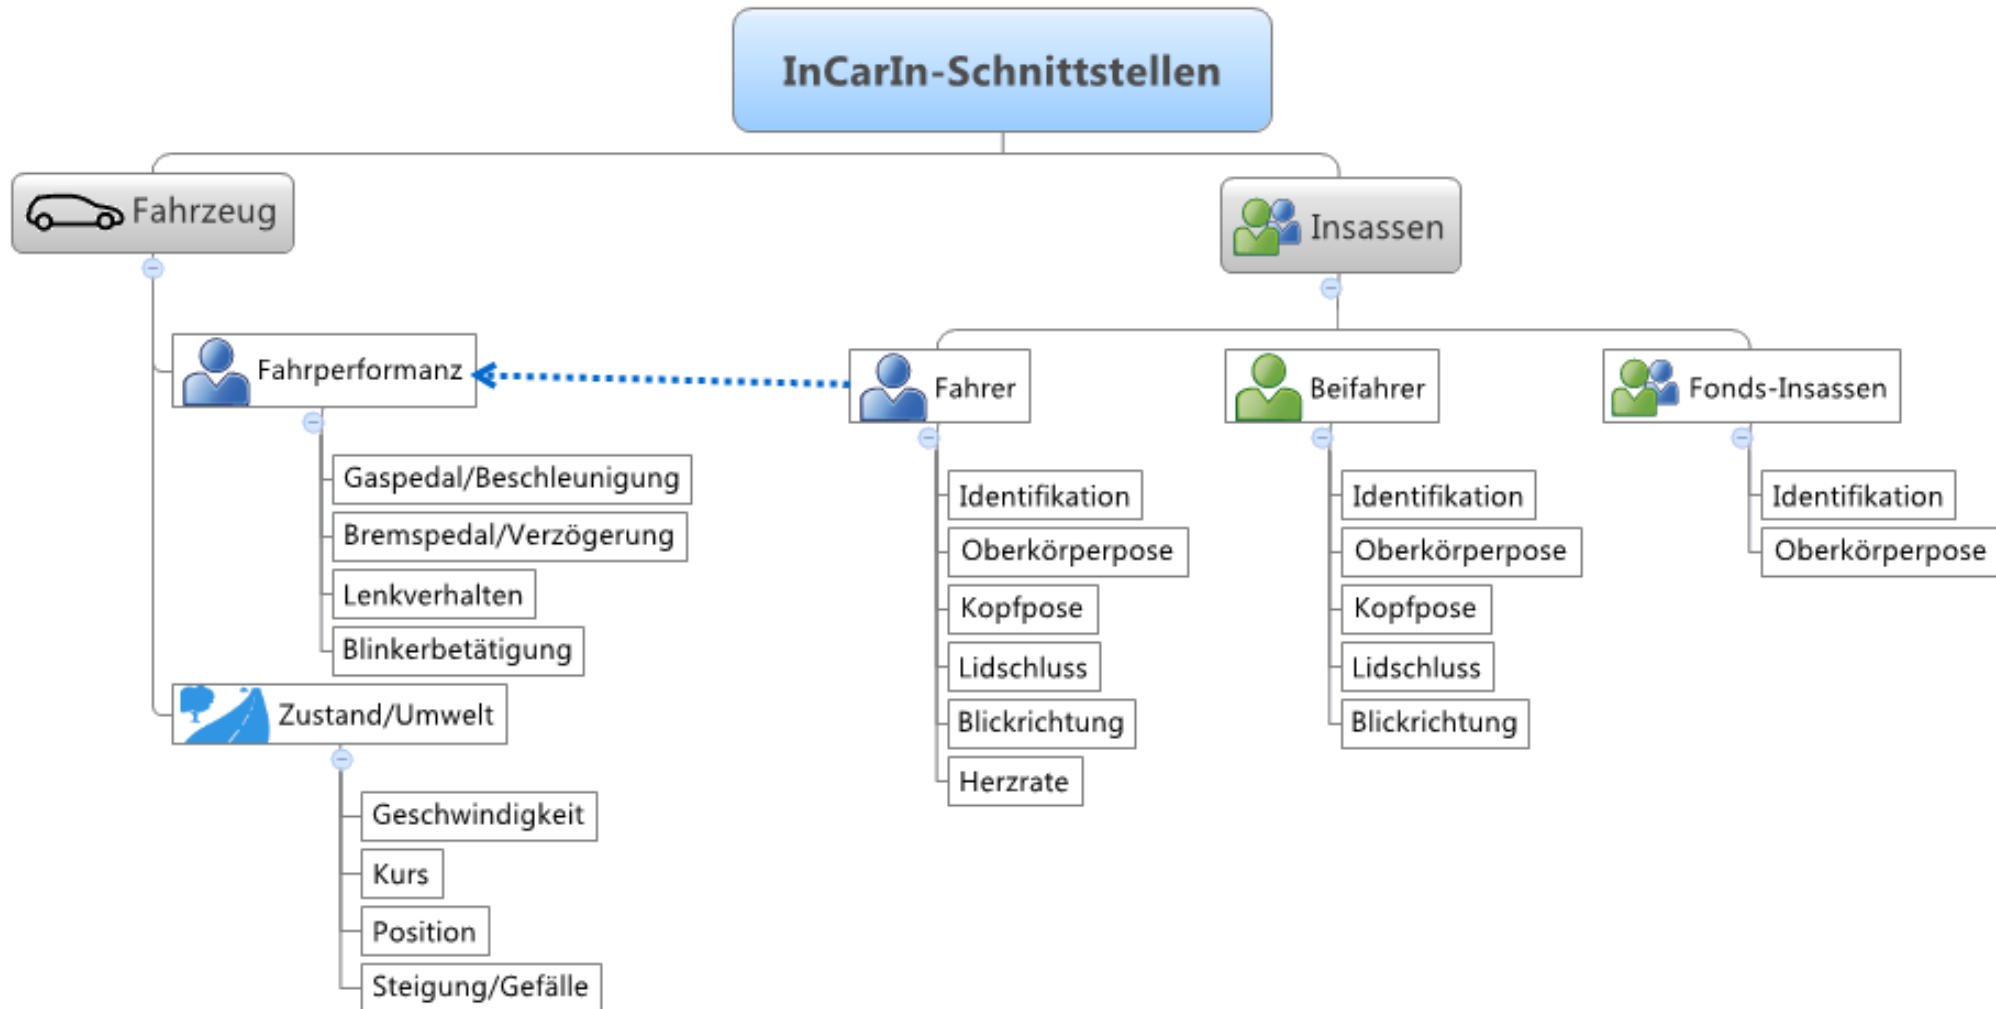 InCarIn-Schnittstellen
Fahrzeug
Insassen
Fahrperformanz
Gaspedal/Beschleunigung
Bremspedal/Verzögerung
Lenkverhalten
Blinkerbetätigung
Zustand/Umwelt
Geschwindigkeit
Kurs
Position
Steigung/Gefälle
Fahrer
Identifikation
Oberkörperpose
Kopfpose
Lidschluss
Blickrichtung
Herzrate
Beifahrer
Identifikation
Oberkörperpose
Kopfpose
Lidschluss
Blickrichtung
Fonds-Insassen
Identifikation
Oberkörperpose